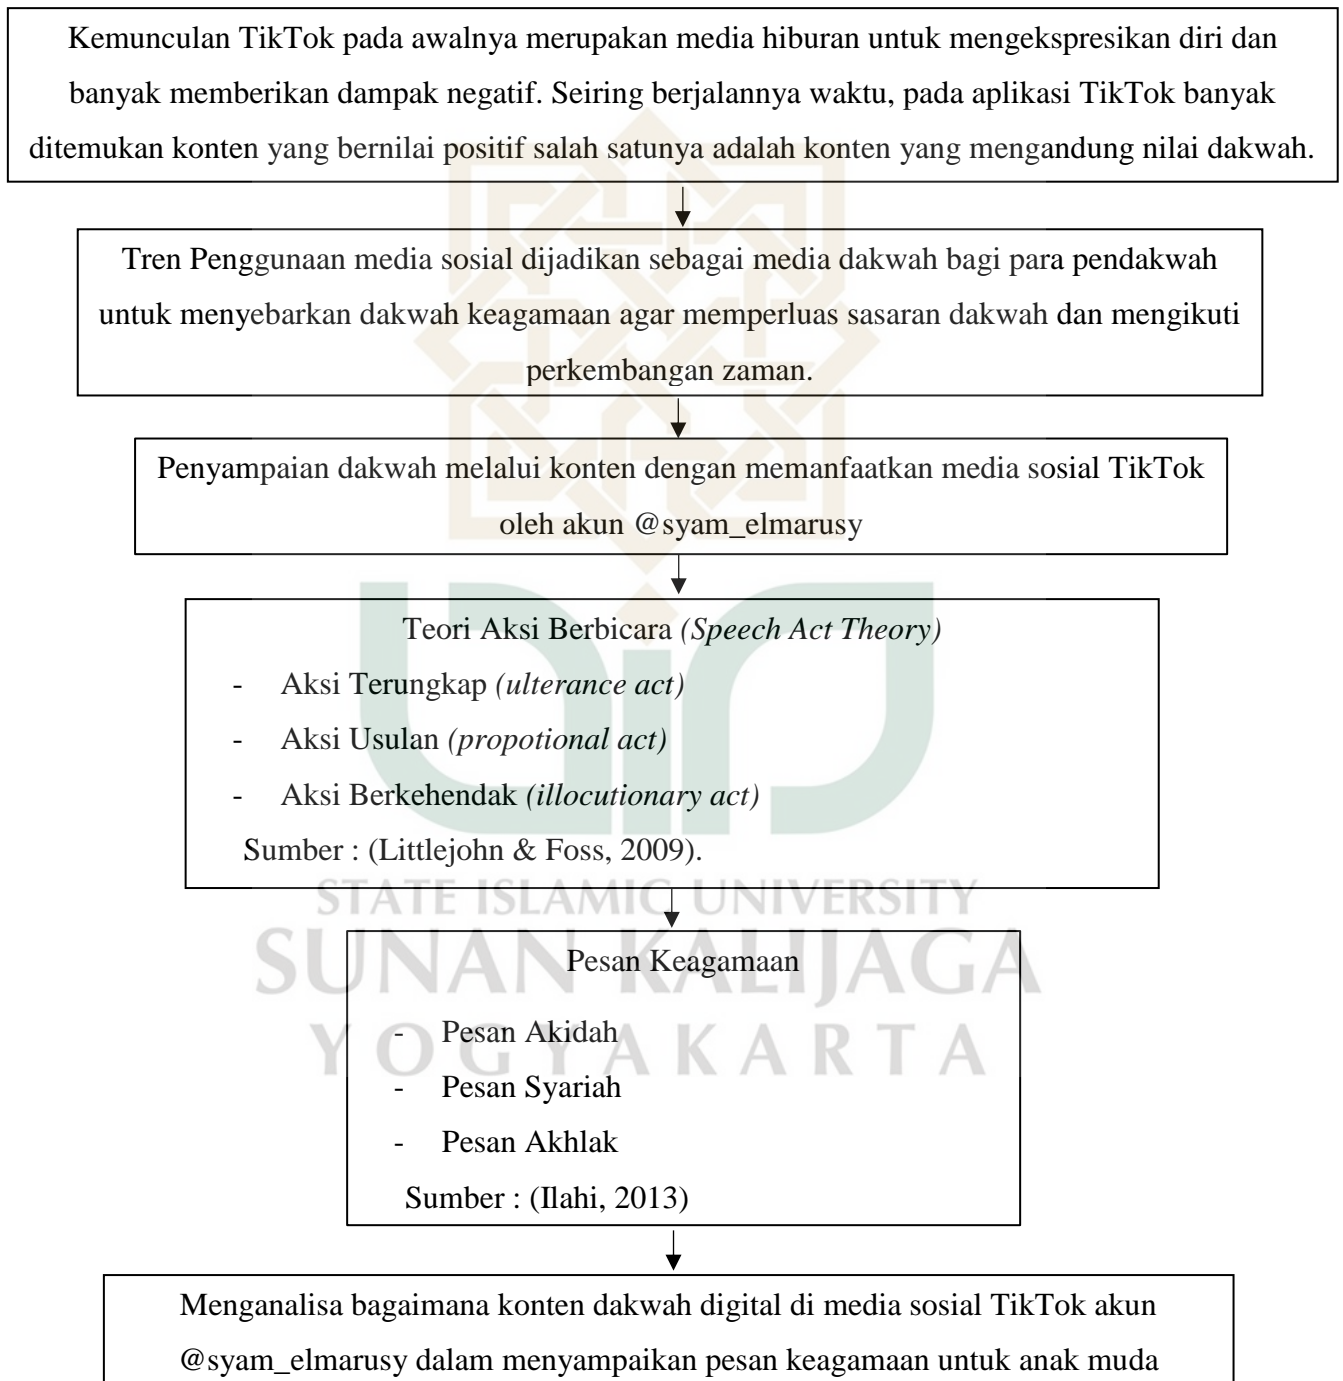 Kemunculan TikTok pada awalnya merupakan media hiburan untuk mengekspresikan diri dan
banyak memberikan dampak negatif. Seiring berjalannya waktu, pada aplikasi TikTok banyak
ditemukan konten yang bernilai positif salah satunya adalah konten yang mengandung nilai dakwah.
Tren Penggunaan media sosial dijadikan sebagai media dakwah bagi para pendakwah
untuk menyebarkan dakwah keagamaan agar memperluas sasaran dakwah dan mengikuti
perkembangan zaman.
Penyampaian dakwah melalui konten dengan memanfaatkan media sosial TikTok
oleh akun @syam_elmarusy
Teori Aksi Berbicara (Speech Act Theory)
- Aksi Terungkap (ulterance act)
- Aksi Usulan (propotional act)
- Aksi Berkehendak (illocutionary act)
Sumber : (Littlejohn & Foss, 2009).
STATE ISLAMIC UNIVERSITY
SUNAN KALIJAGA
YOGYAKARTA
Pesan Keagamaan
- Pesan Akidah
- Pesan Syariah
- Pesan Akhlak
Sumber : (Ilahi, 2013)
Menganalisa bagaimana konten dakwah digital di media sosial TikTok akun
@syam_elmarusy dalam menyampaikan pesan keagamaan untuk anak muda